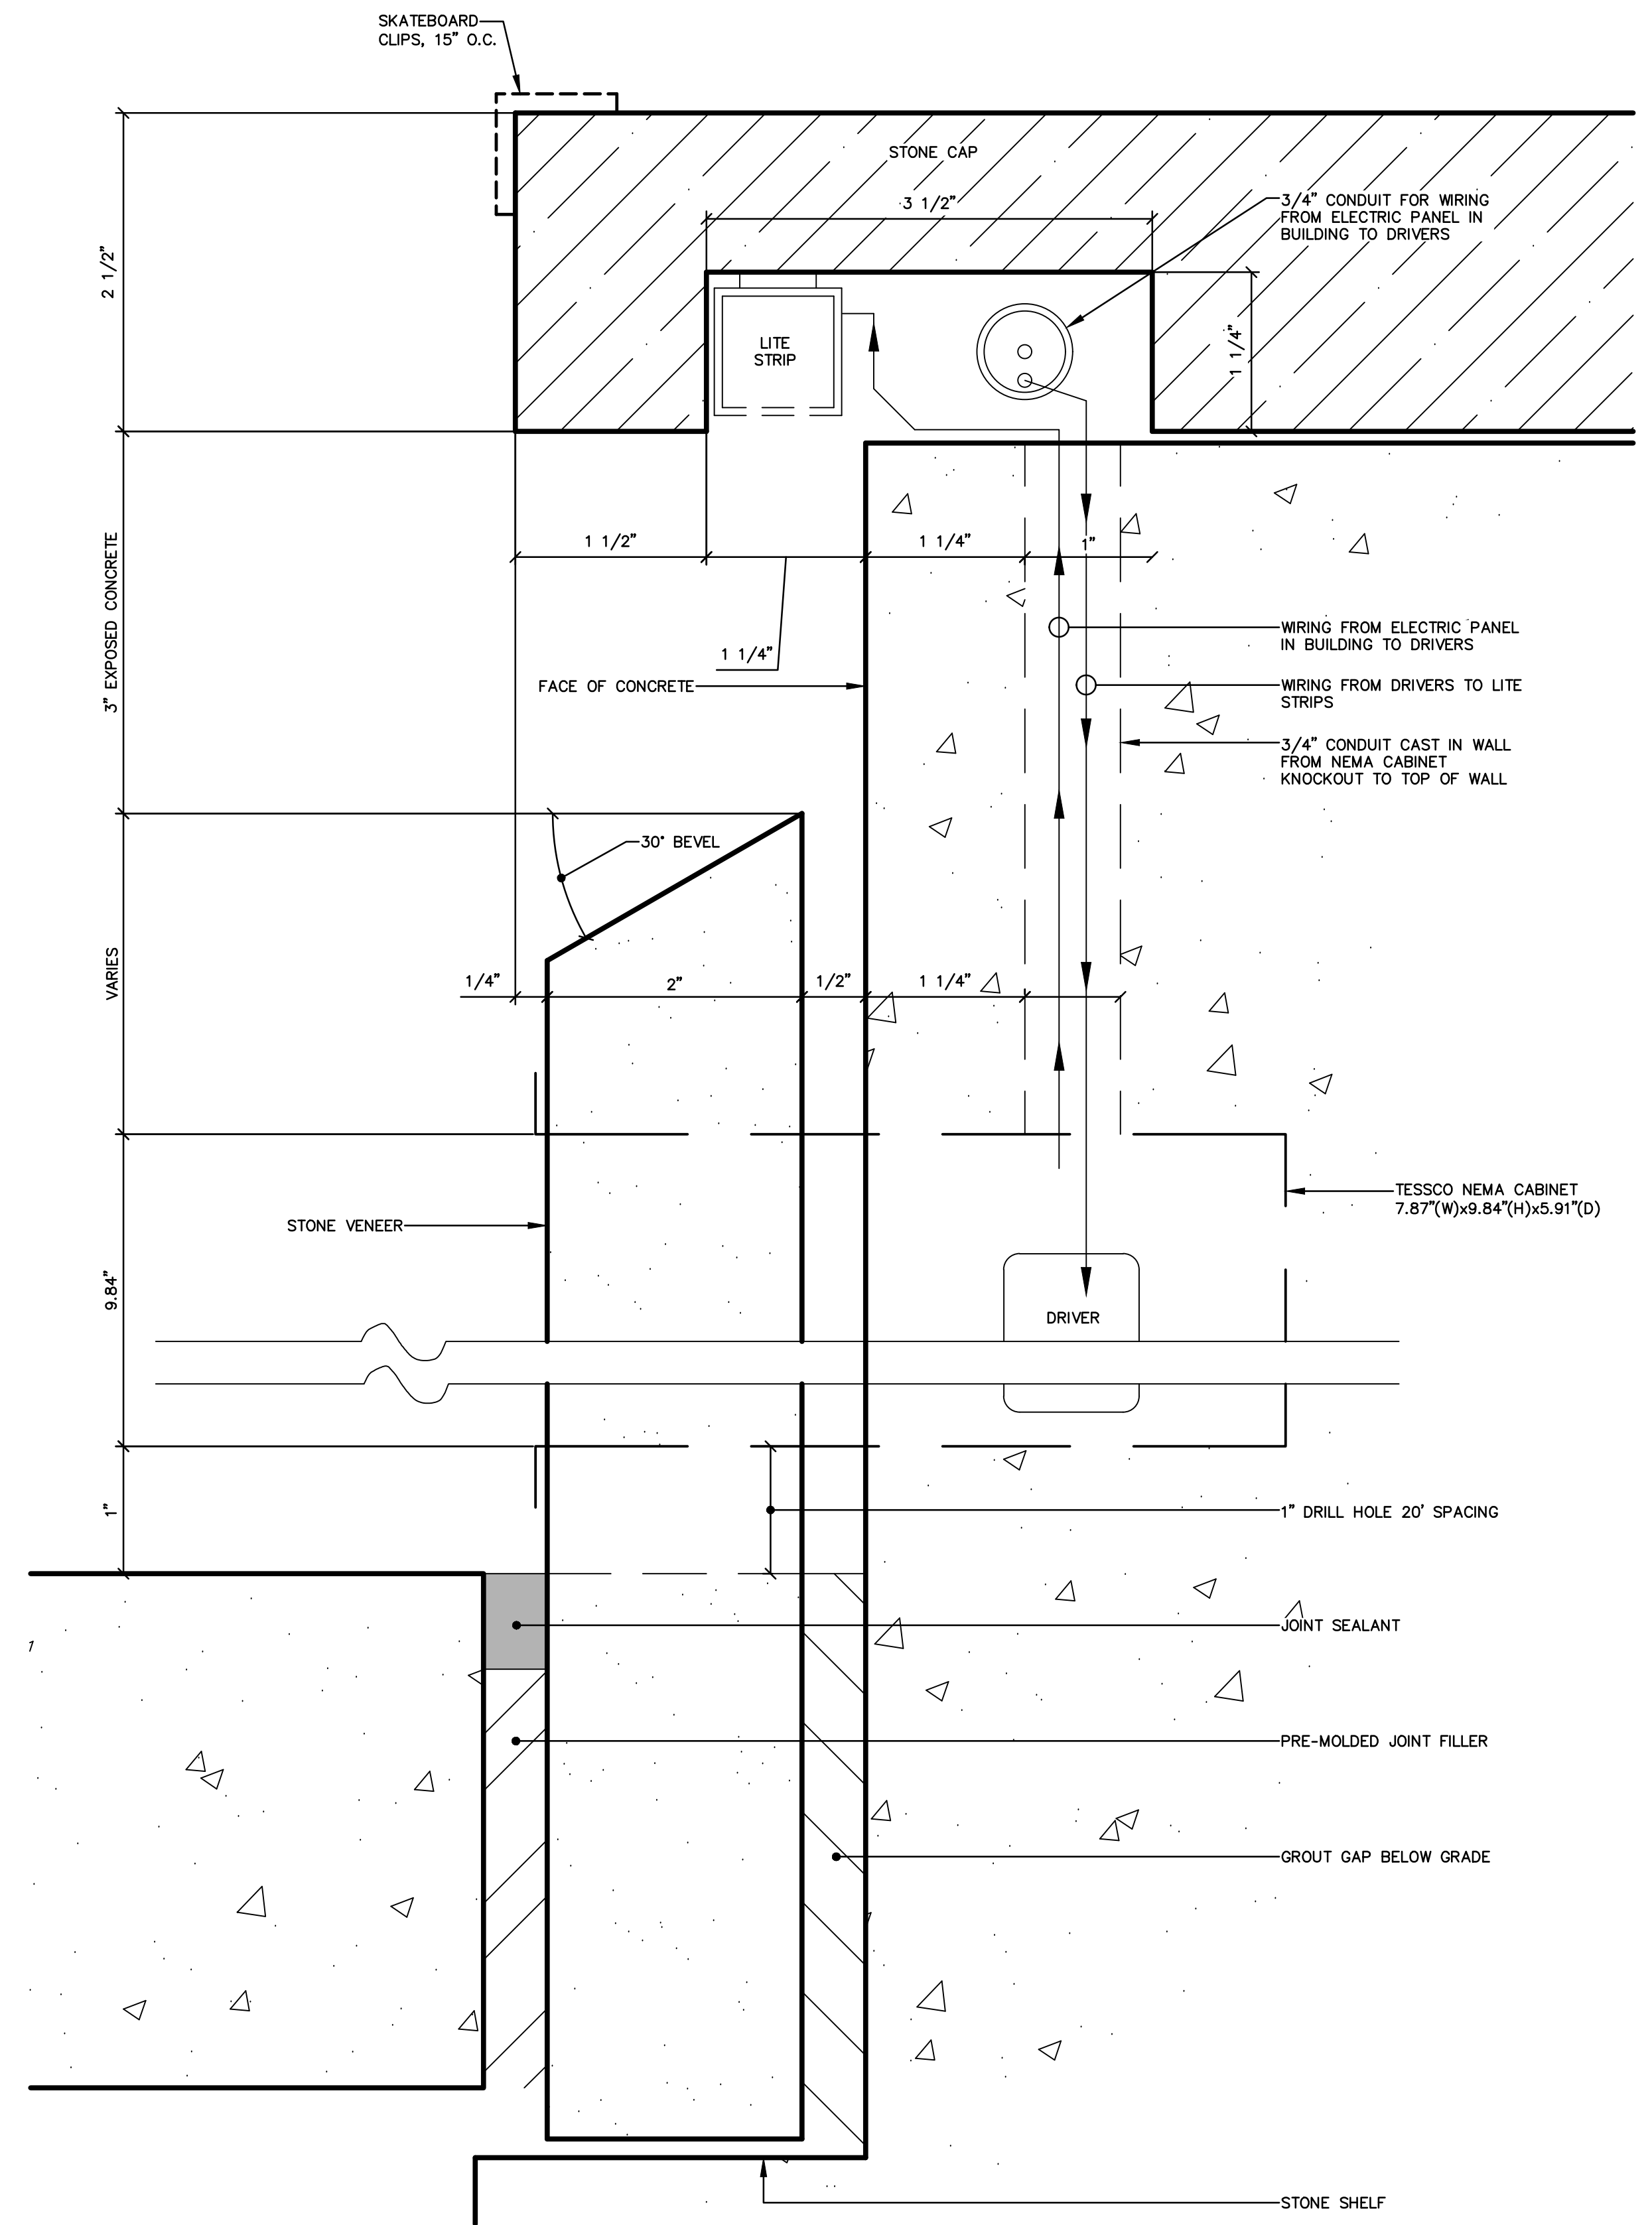 SKATEBOARD
CLIPS, 15" O.C.
STONE CAP
3 1/2"
3/4" CONDUIT FOR WIRING
FROM ELECTRIC PANEL IN
BUILDING TO DRIVERS
2 1/2"
LITE
STRIP
1 1/4"
1 1/2"
1 1/4"
1"
3" EXPOSED CONCRETE
1 1/4"
WIRING FROM ELECTRIC PANEL
IN BUILDING TO DRIVERS
FACE OF CONCRETE
WIRING FROM DRIVERS TO LITE
STRIPS
3/4" CONDUIT CAST IN WALL
FROM NEMA CABINET
KNOCKOUT TO TOP OF WALL
30° BEVEL
VARIES
1/4"
2"
1/2"
1 1/4"
TESSCO NEMA CABINET
7.87"(W)x9.84"(H)x5.91"(D)
STONE VENEER
9.84"
DRIVER
1"
1" DRILL HOLE 20' SPACING
JOINT SEALANT
PRE-MOLDED JOINT FILLER
GROUT GAP BELOW GRADE
STONE SHELF